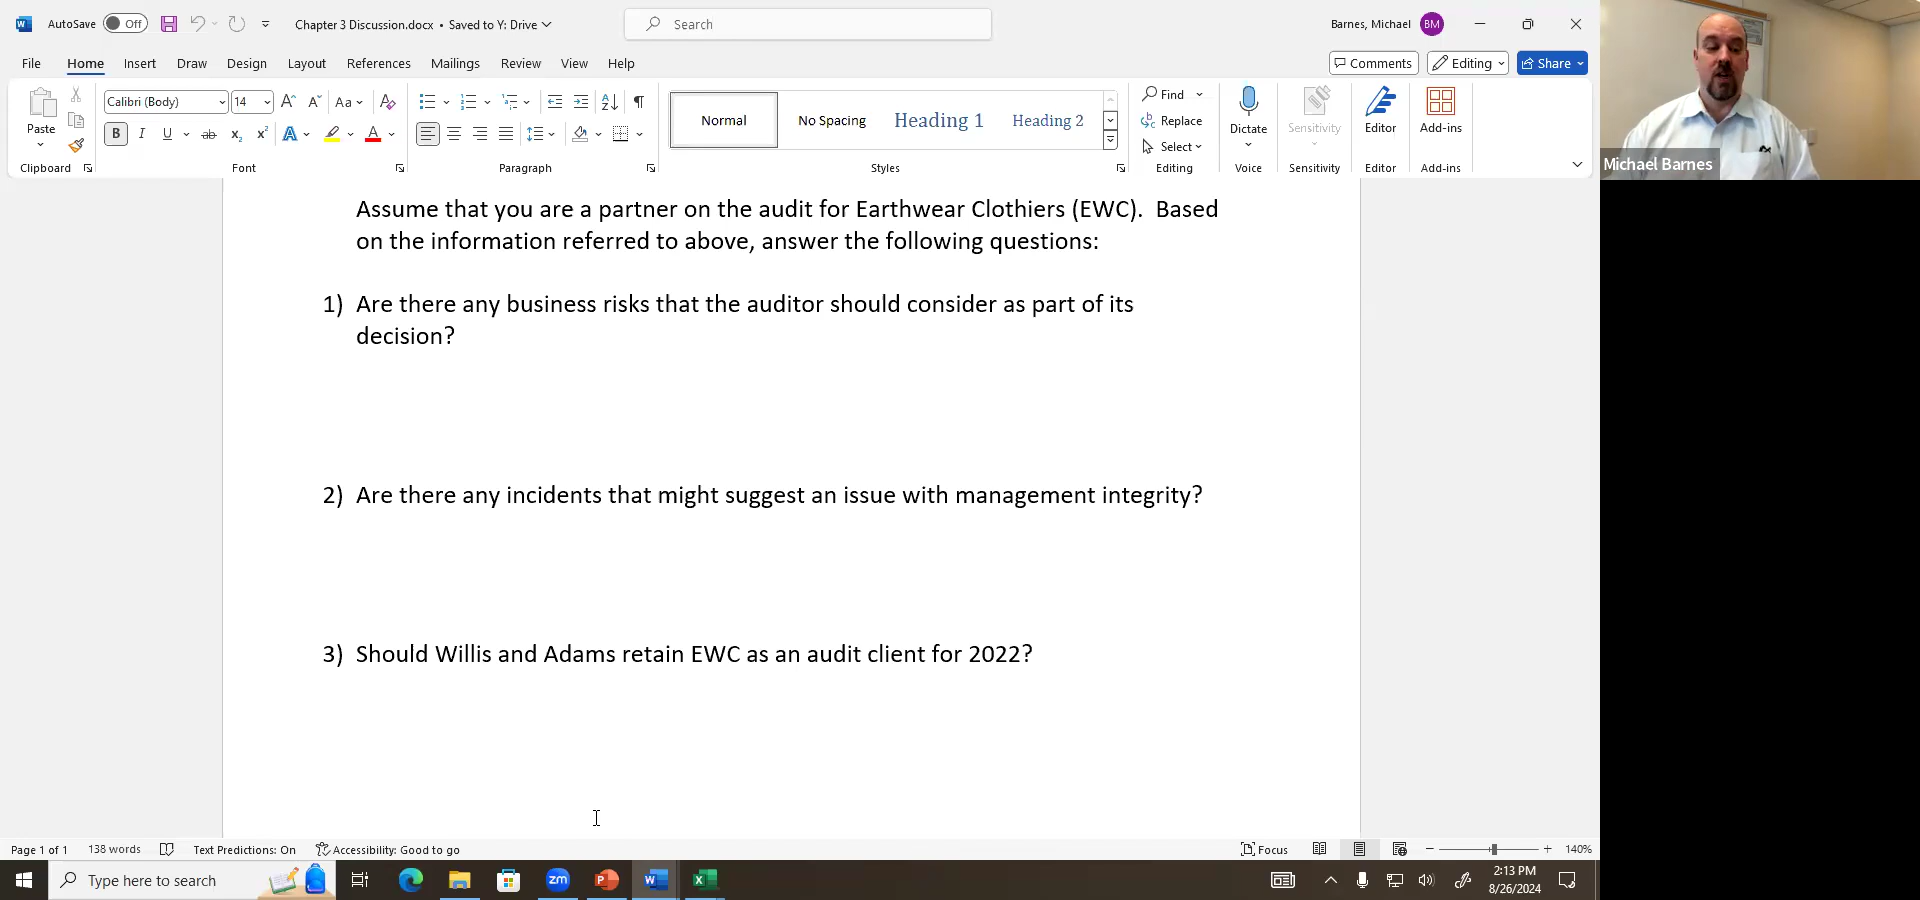 AutoSave Off Chapter 3 Discussion.docx • Saved to Y: Drive Search Barnes, Michael BM
File Home Insert Draw Design Layout References Mailings Review View Help Comments Editing Share
Paste Calibri (Body) 14 Aa Normal No Spacing Heading 1 Heading 2 Find Replace Select Dictate Sensitivity Editor Add-ins
Clipboard Font Paragraph Styles Editing Voice Sensitivity Editor Add-ins
Michael Barnes
Assume that you are a partner on the audit for Earthwear Clothiers (EWC). Based
on the information referred to above, answer the following questions:
1) Are there any business risks that the auditor should consider as part of its
decision?
2) Are there any incidents that might suggest an issue with management integrity?
3) Should Willis and Adams retain EWC as an audit client for 2022?
Page 1 of 1 138 words Text Predictions: On Accessibility: Good to go Focus 140%
Type here to search zm 2:13 PM
8/26/2024